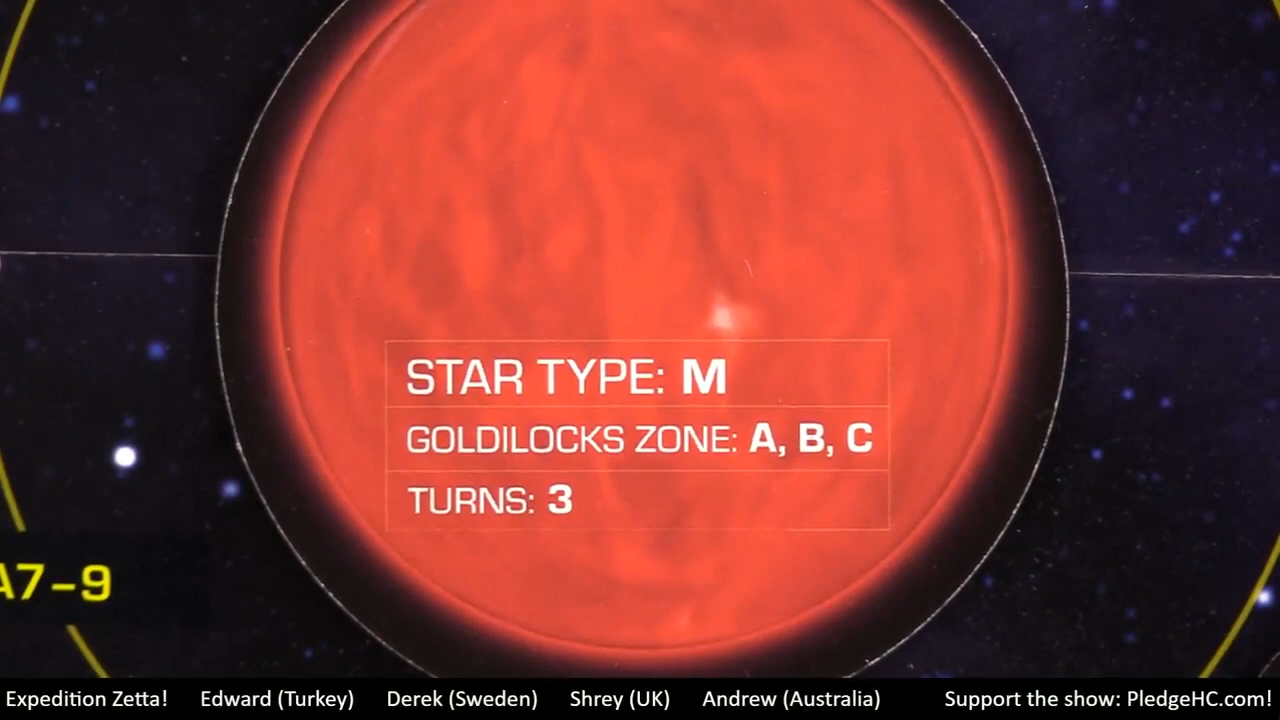 STAR TYPE: M
GOLDILOCKS ZONE: A, B, C
TURNS: 3
A7-9
Expedition Zetta! Edward (Turkey) Derek (Sweden) Shrey (UK) Andrew (Australia) Support the show: PledgeHC.com!